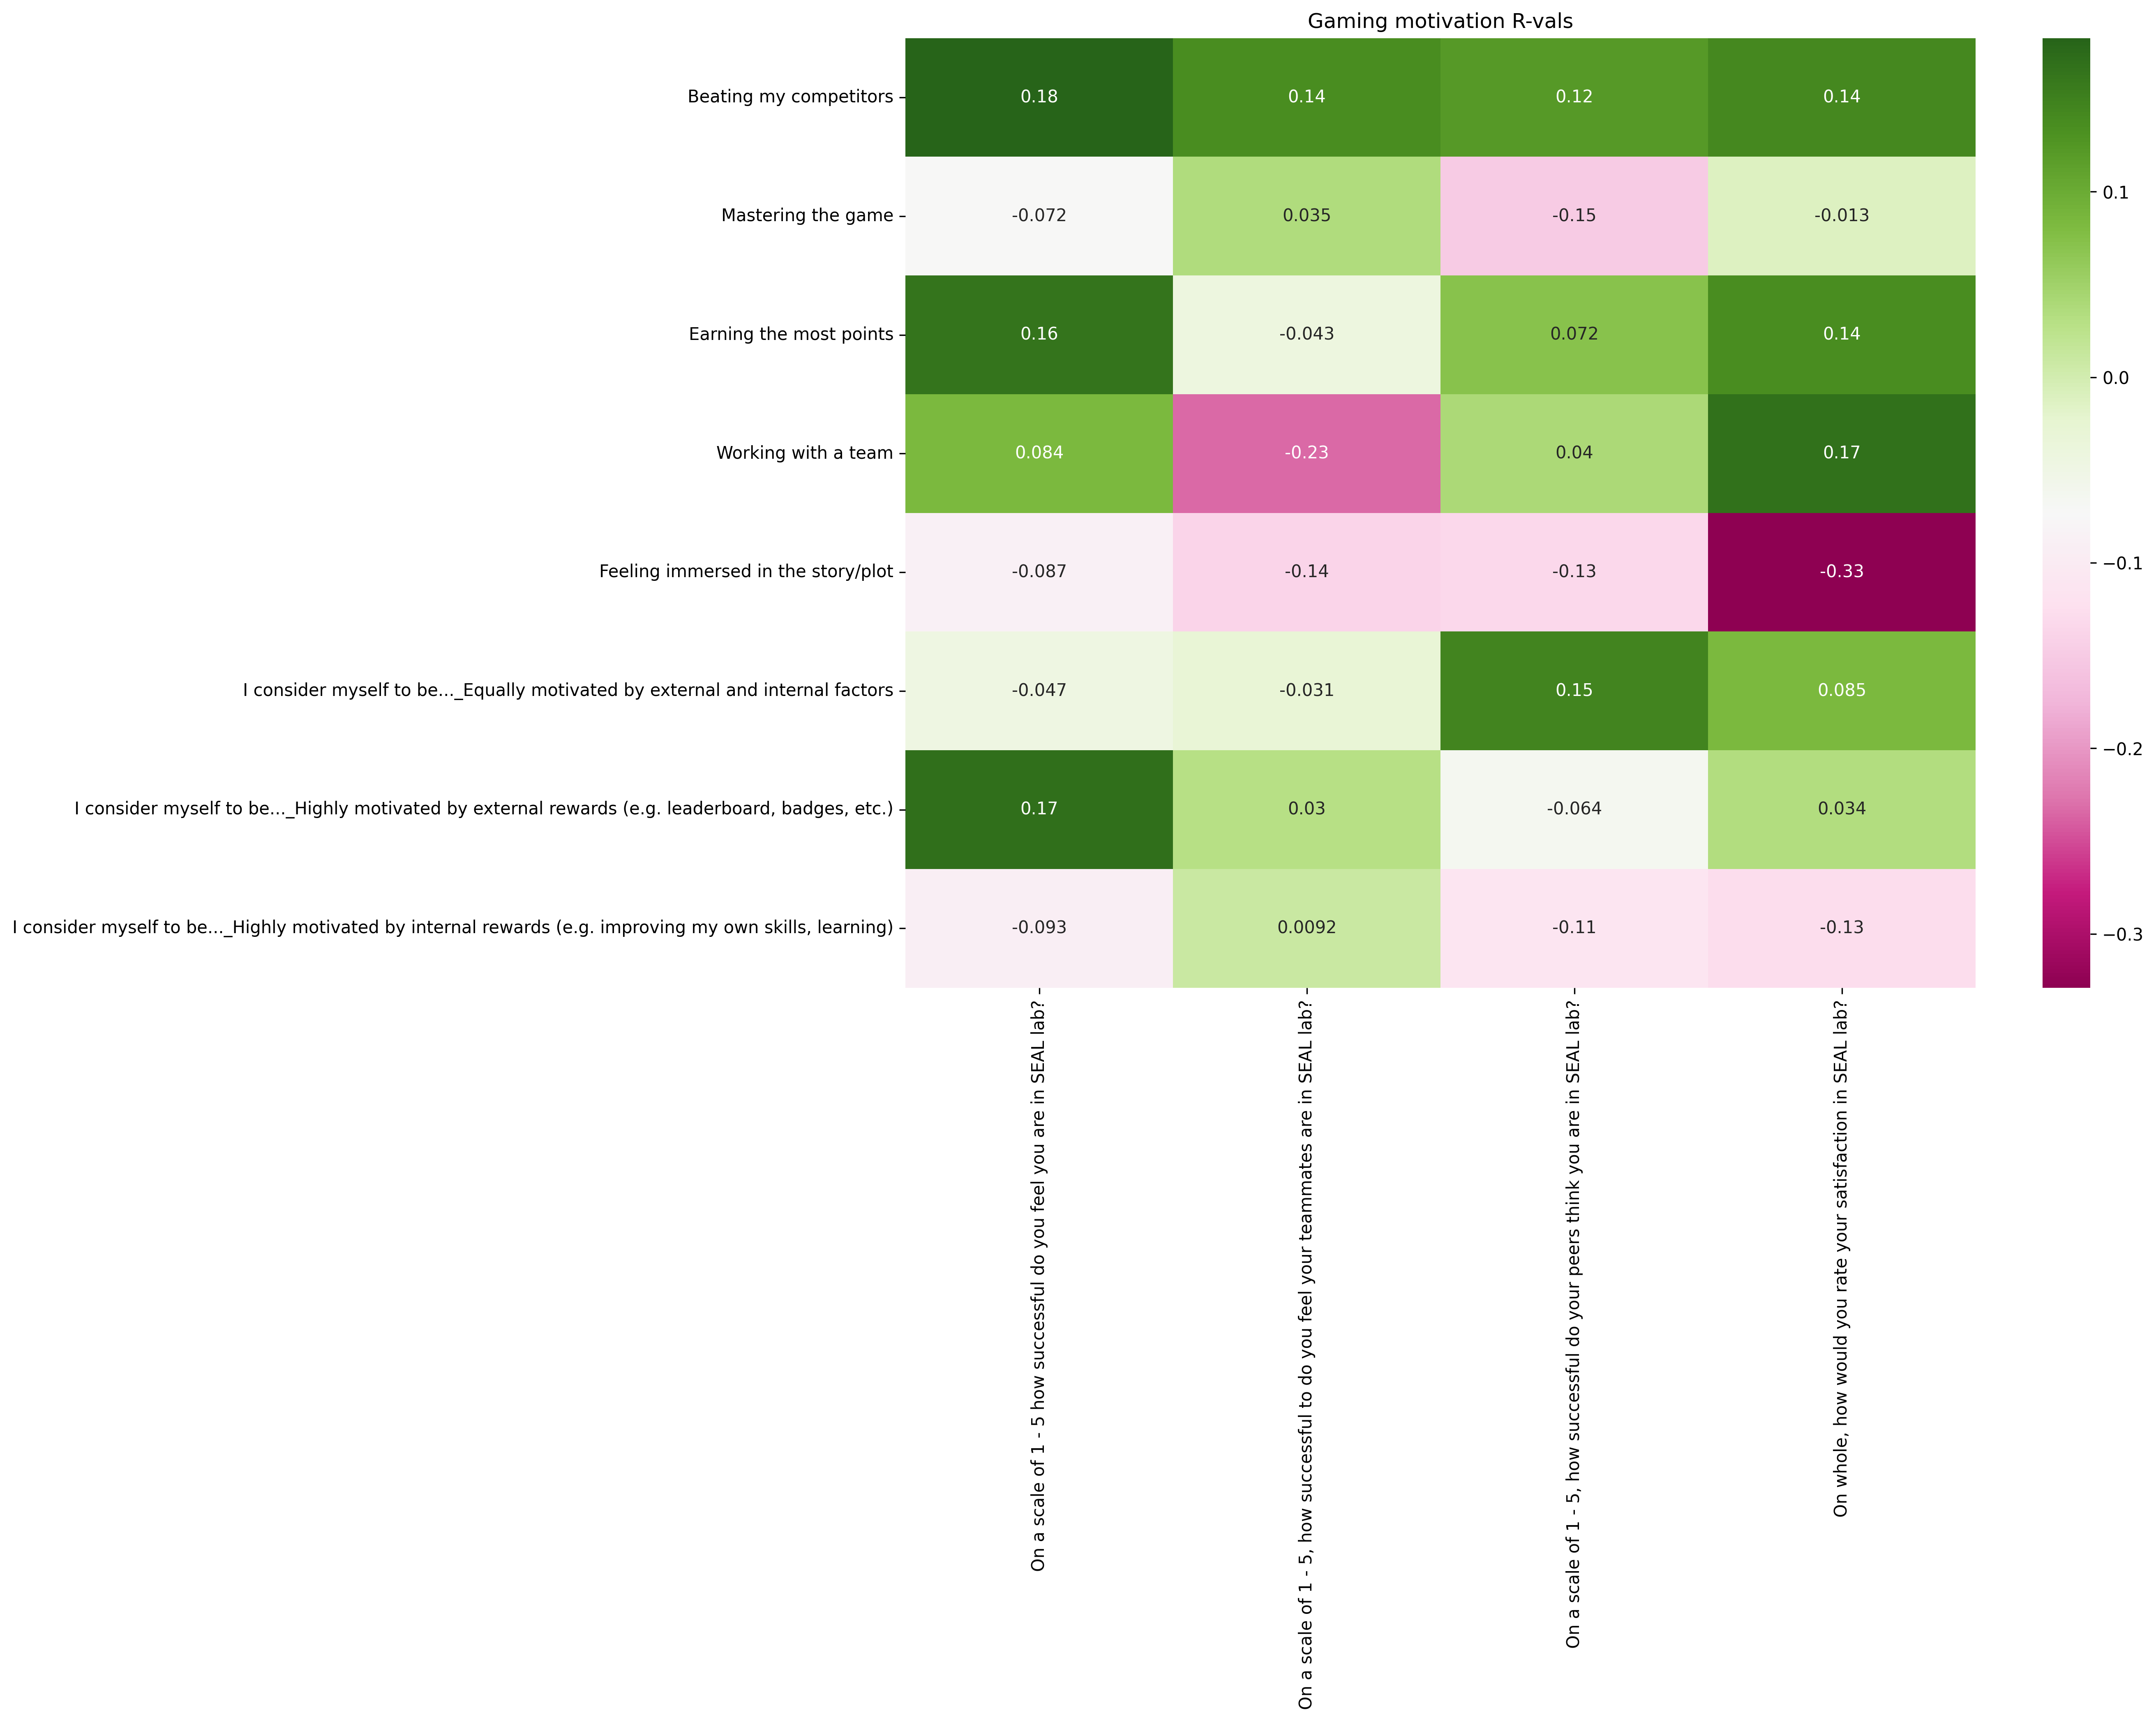 Gaming motivation R-vals
Beating my competitors
0.18
0.14
0.12
0.14
Mastering the game
-0.072
0.035
-0.15
-0.013
Earning the most points
0.16
-0.043
0.072
0.14
Working with a team
0.084
-0.23
0.04
0.17
Feeling immersed in the story/plot
-0.087
-0.14
-0.13
-0.33
I consider myself to be..._Equally motivated by external and internal factors
-0.047
-0.031
0.15
0.085
I consider myself to be..._Highly motivated by external rewards (e.g. leaderboard, badges, etc.)
0.17
0.03
-0.064
0.034
I consider myself to be..._Highly motivated by internal rewards (e.g. improving my own skills, learning)
-0.093
0.0092
-0.11
-0.13
On a scale of 1 - 5 how successful do you feel you are in SEAL lab?
On a scale of 1 - 5, how successful to do you feel your teammates are in SEAL lab?
On a scale of 1 - 5, how successful do your peers think you are in SEAL lab?
On whole, how would you rate your satisfaction in SEAL lab?
0.1
0.0
−0.1
−0.2
−0.3